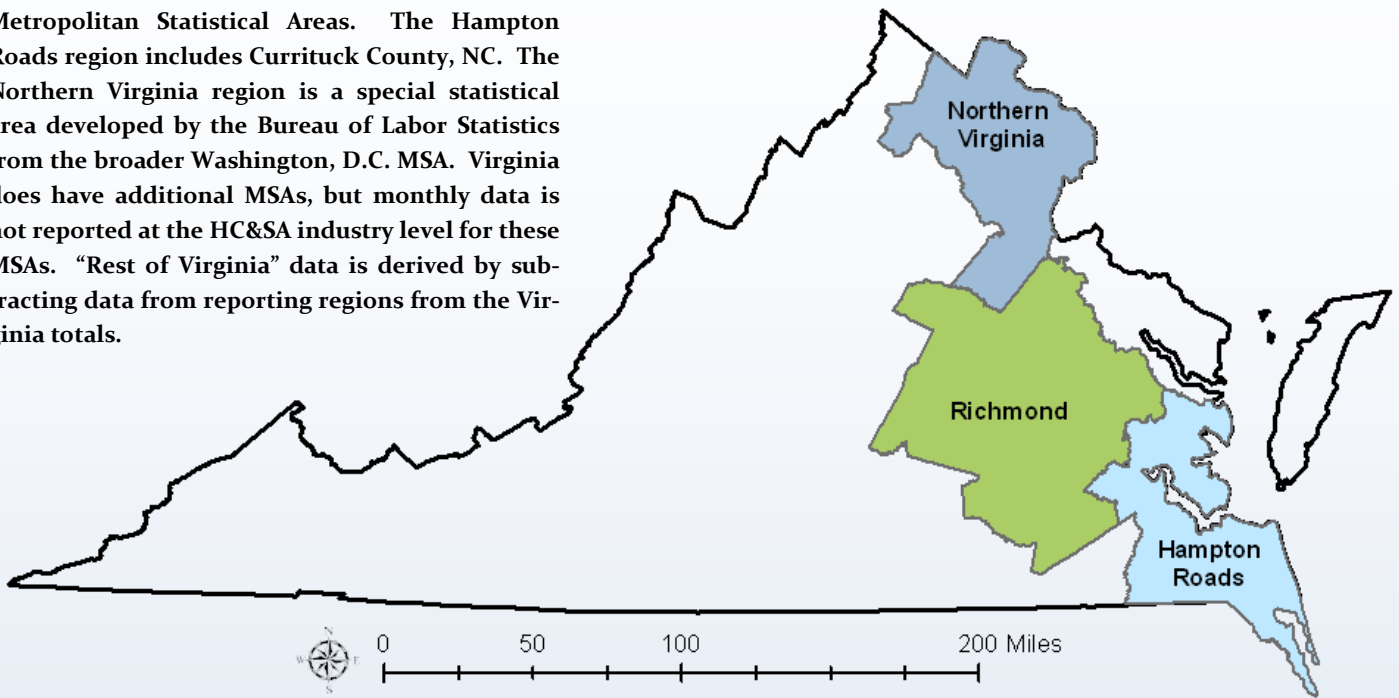 Metropolitan Statistical Areas. The Hampton
Roads region includes Currituck County, NC. The
Northern Virginia region is a special statistical
area developed by the Bureau of Labor Statistics
from the broader Washington, D.C. MSA. Virginia
does have additional MSAs, but monthly data is
not reported at the HC&SA industry level for these
MSAs. “Rest of Virginia” data is derived by sub-
tracting data from reporting regions from the Vir-
ginia totals.
Northern
Virginia
Richmond
Hampton
Roads
N
W E
S
0 50 100 200 Miles